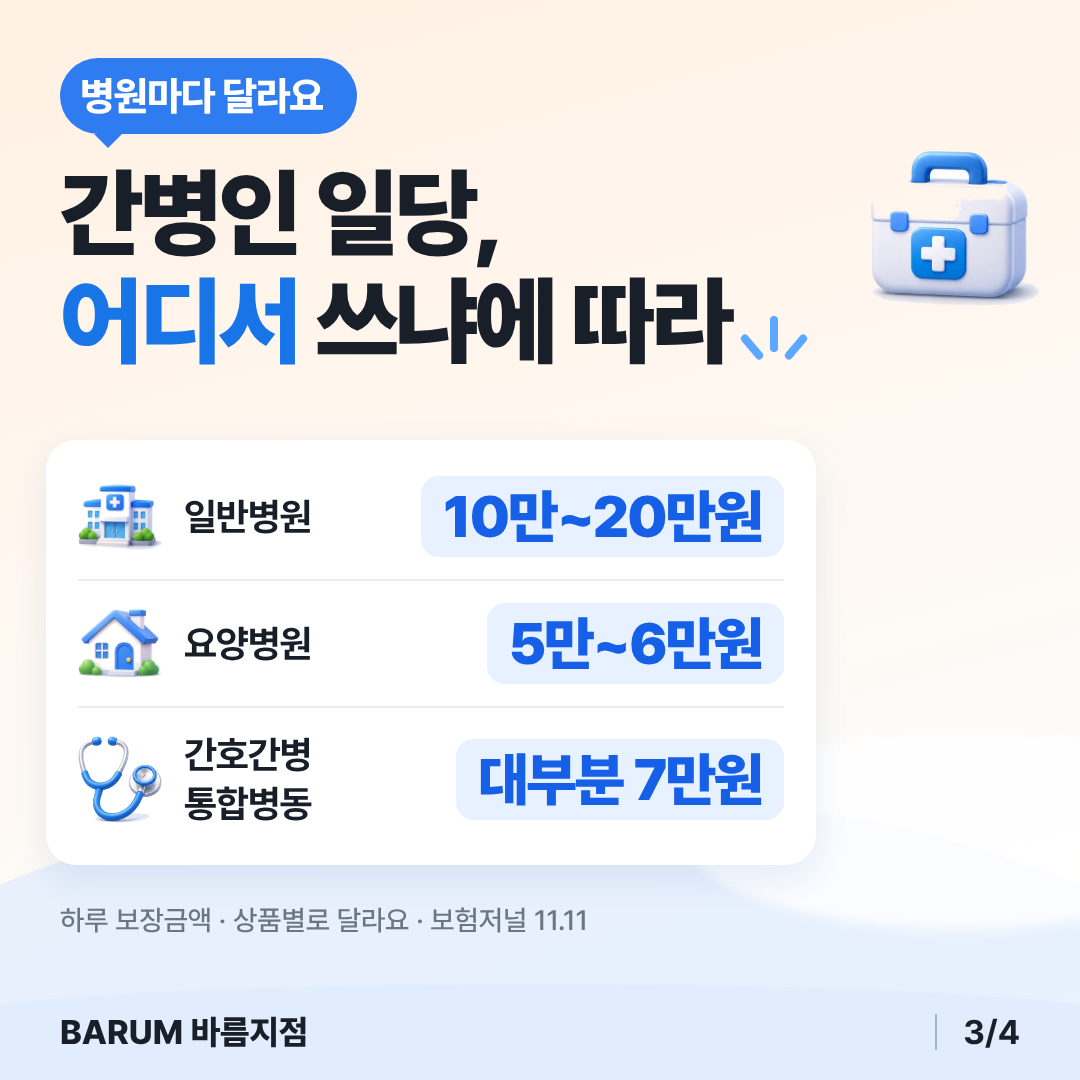 병원마다 달라요
간병인 일당,
어디서 쓰냐에 따라
일반병원
10만~20만원
요양병원
5만~6만원
간호간병
통합병동
대부분 7만원
하루 보장금액 · 상품별로 달라요 · 보험저널 11.11
BARUM 바름지점
3/4